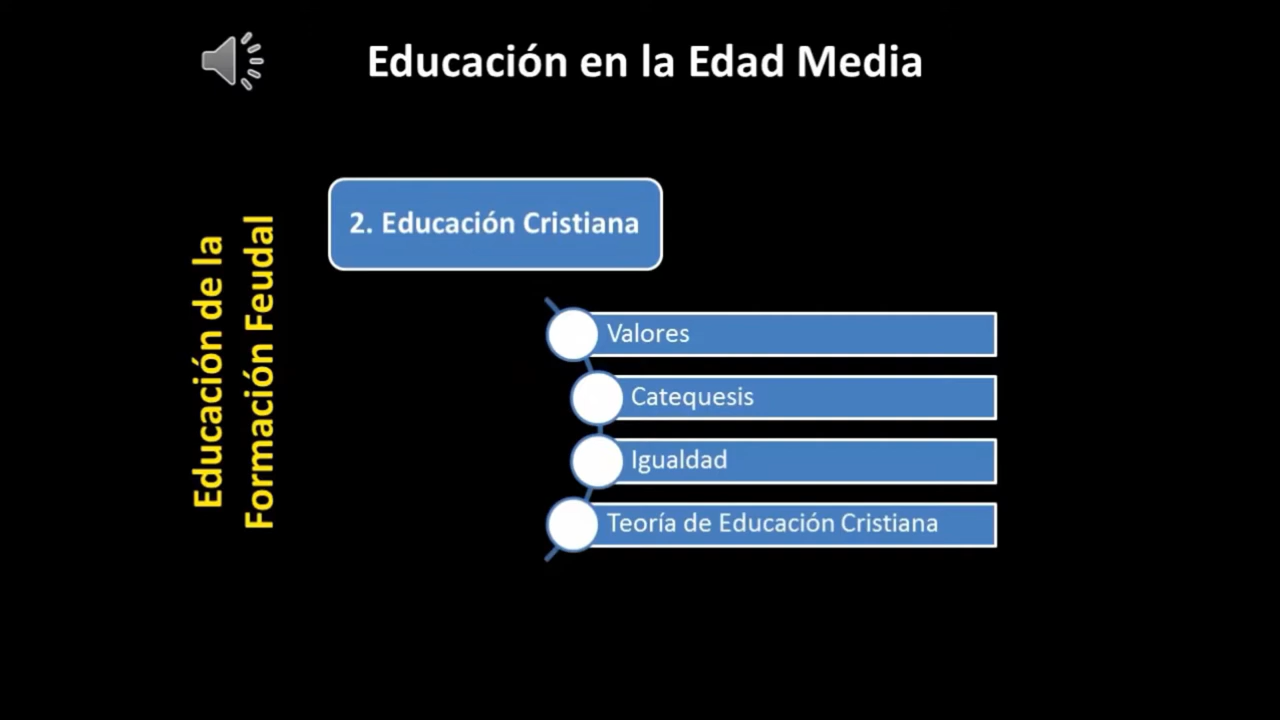 Educación en la Edad Media
Educación de la
Formación Feudal
2. Educación Cristiana
Valores
Catequesis
Igualdad
Teoría de Educación Cristiana